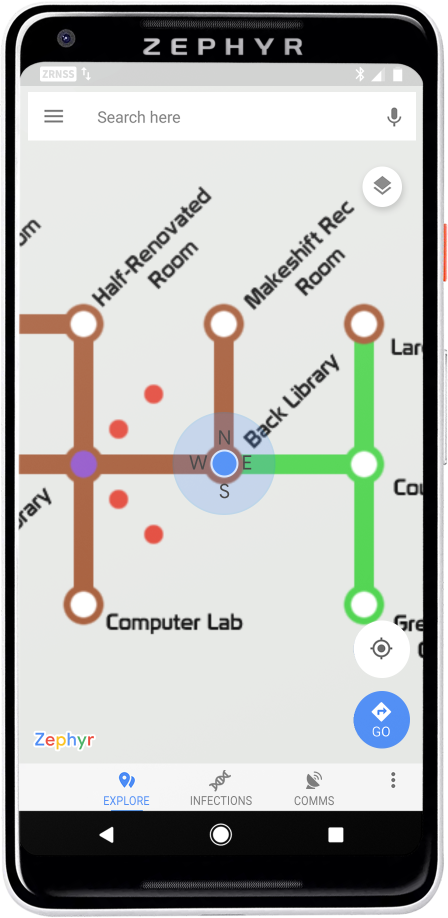 ZEPHYR
ZRNSS
Search here
om
Half-Renovated
Room
Makeshift Rec
Room
Back Library
Lar
N
W E
S
Cou
brary
Computer Lab
Gre
Zephyr
GO
EXPLORE INFECTIONS COMMS